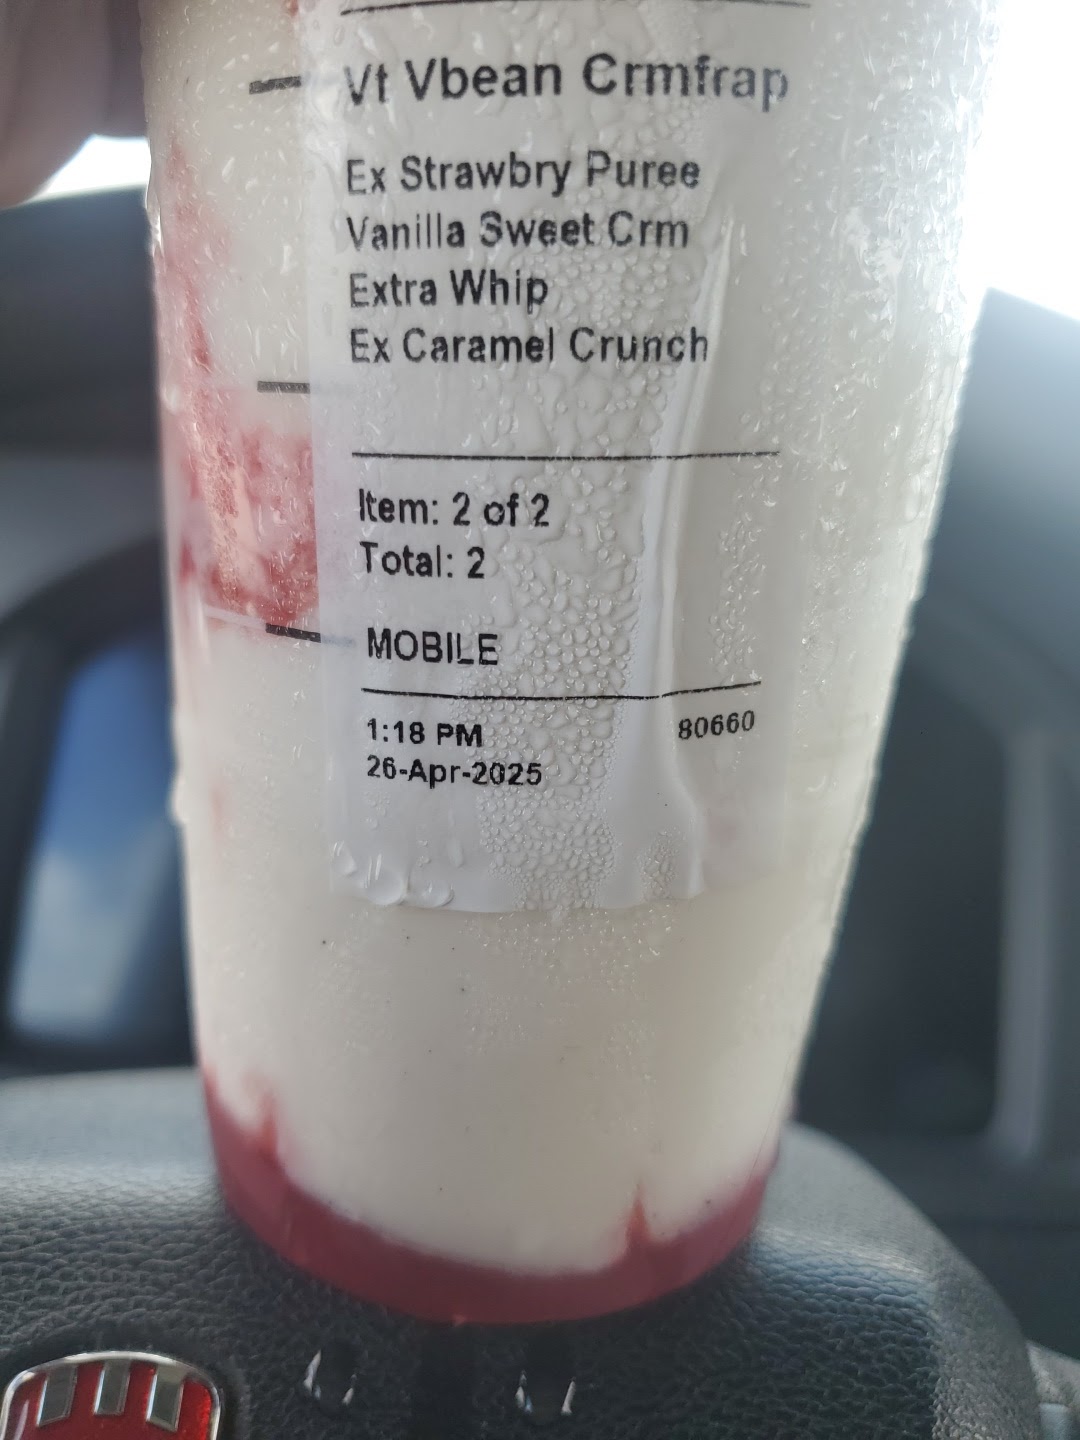 Vt Vbean Crmfrap
Ex Strawbry Puree
Vanilla Sweet Crm
Extra Whip
Ex Caramel Crunch
Item: 2 of 2
Total: 2
MOBILE
1:18 PM 80660
26-Apr-2025